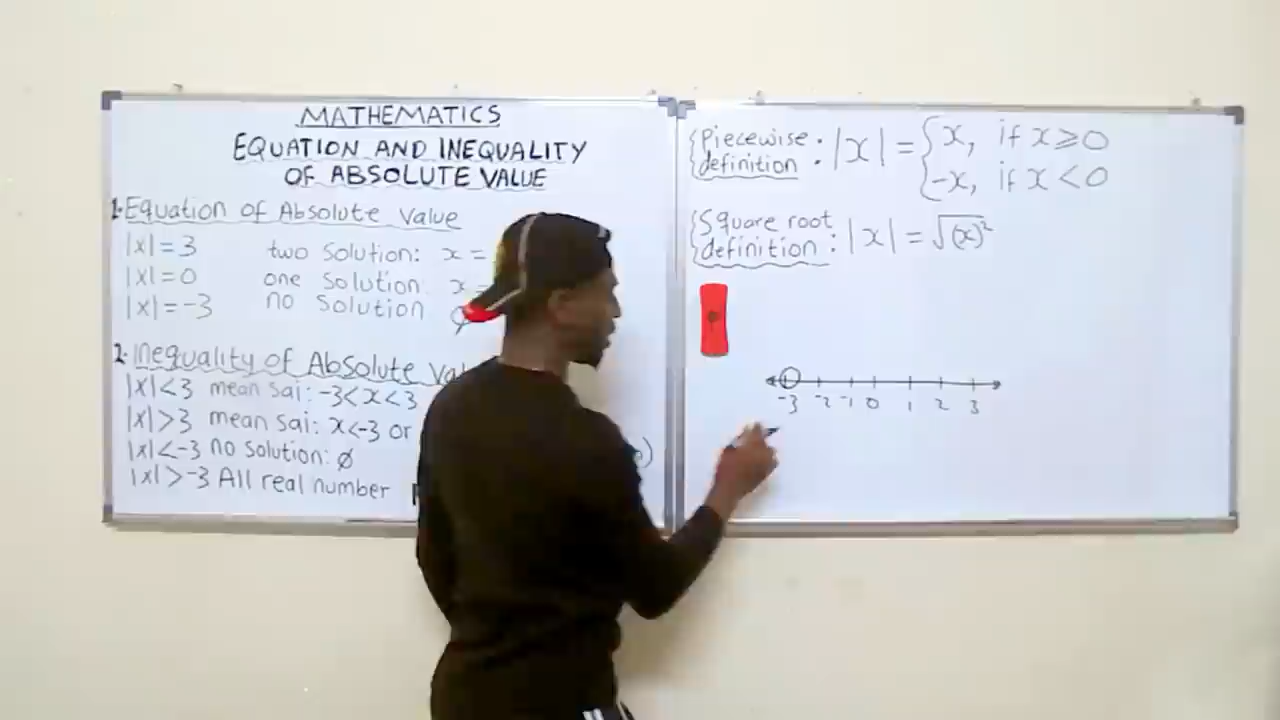 MATHEMATICS
EQUATION AND INEQUALITY
OF ABSOLUTE VALUE
1. Equation of Absolute Value
|x| = 3 two solution: x =
|x| = 0 one solution: x =
|x| = -3 no solution ∅
2. Inequality of Absolute Va
|x| < 3 mean sai: -3 < x < 3
|x| > 3 mean sai: x < -3 or
|x| < -3 no solution: ∅
|x| > -3 All real number
Piecewise definition: |x| = { x, if x ≥ 0
-x, if x < 0
Square root
definition: |x| = √(x)²
-3 -2 -1 0 1 2 3